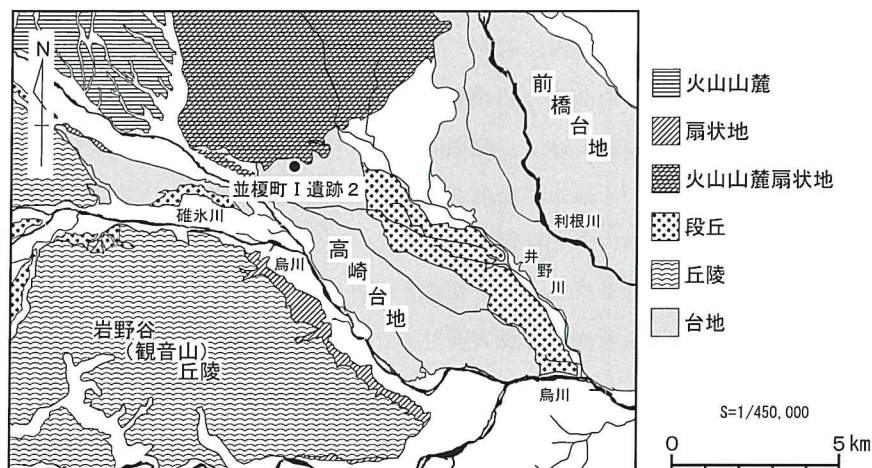 N
前橋台地
並榎町Ⅰ遺跡2
碓氷川
利根川
烏川
高崎台地
井野川
岩野谷
(観音山)
丘陵
烏川
火山山麓
扇状地
火山山麓扇状地
段丘
丘陵
台地
S=1/450,000
0 5km